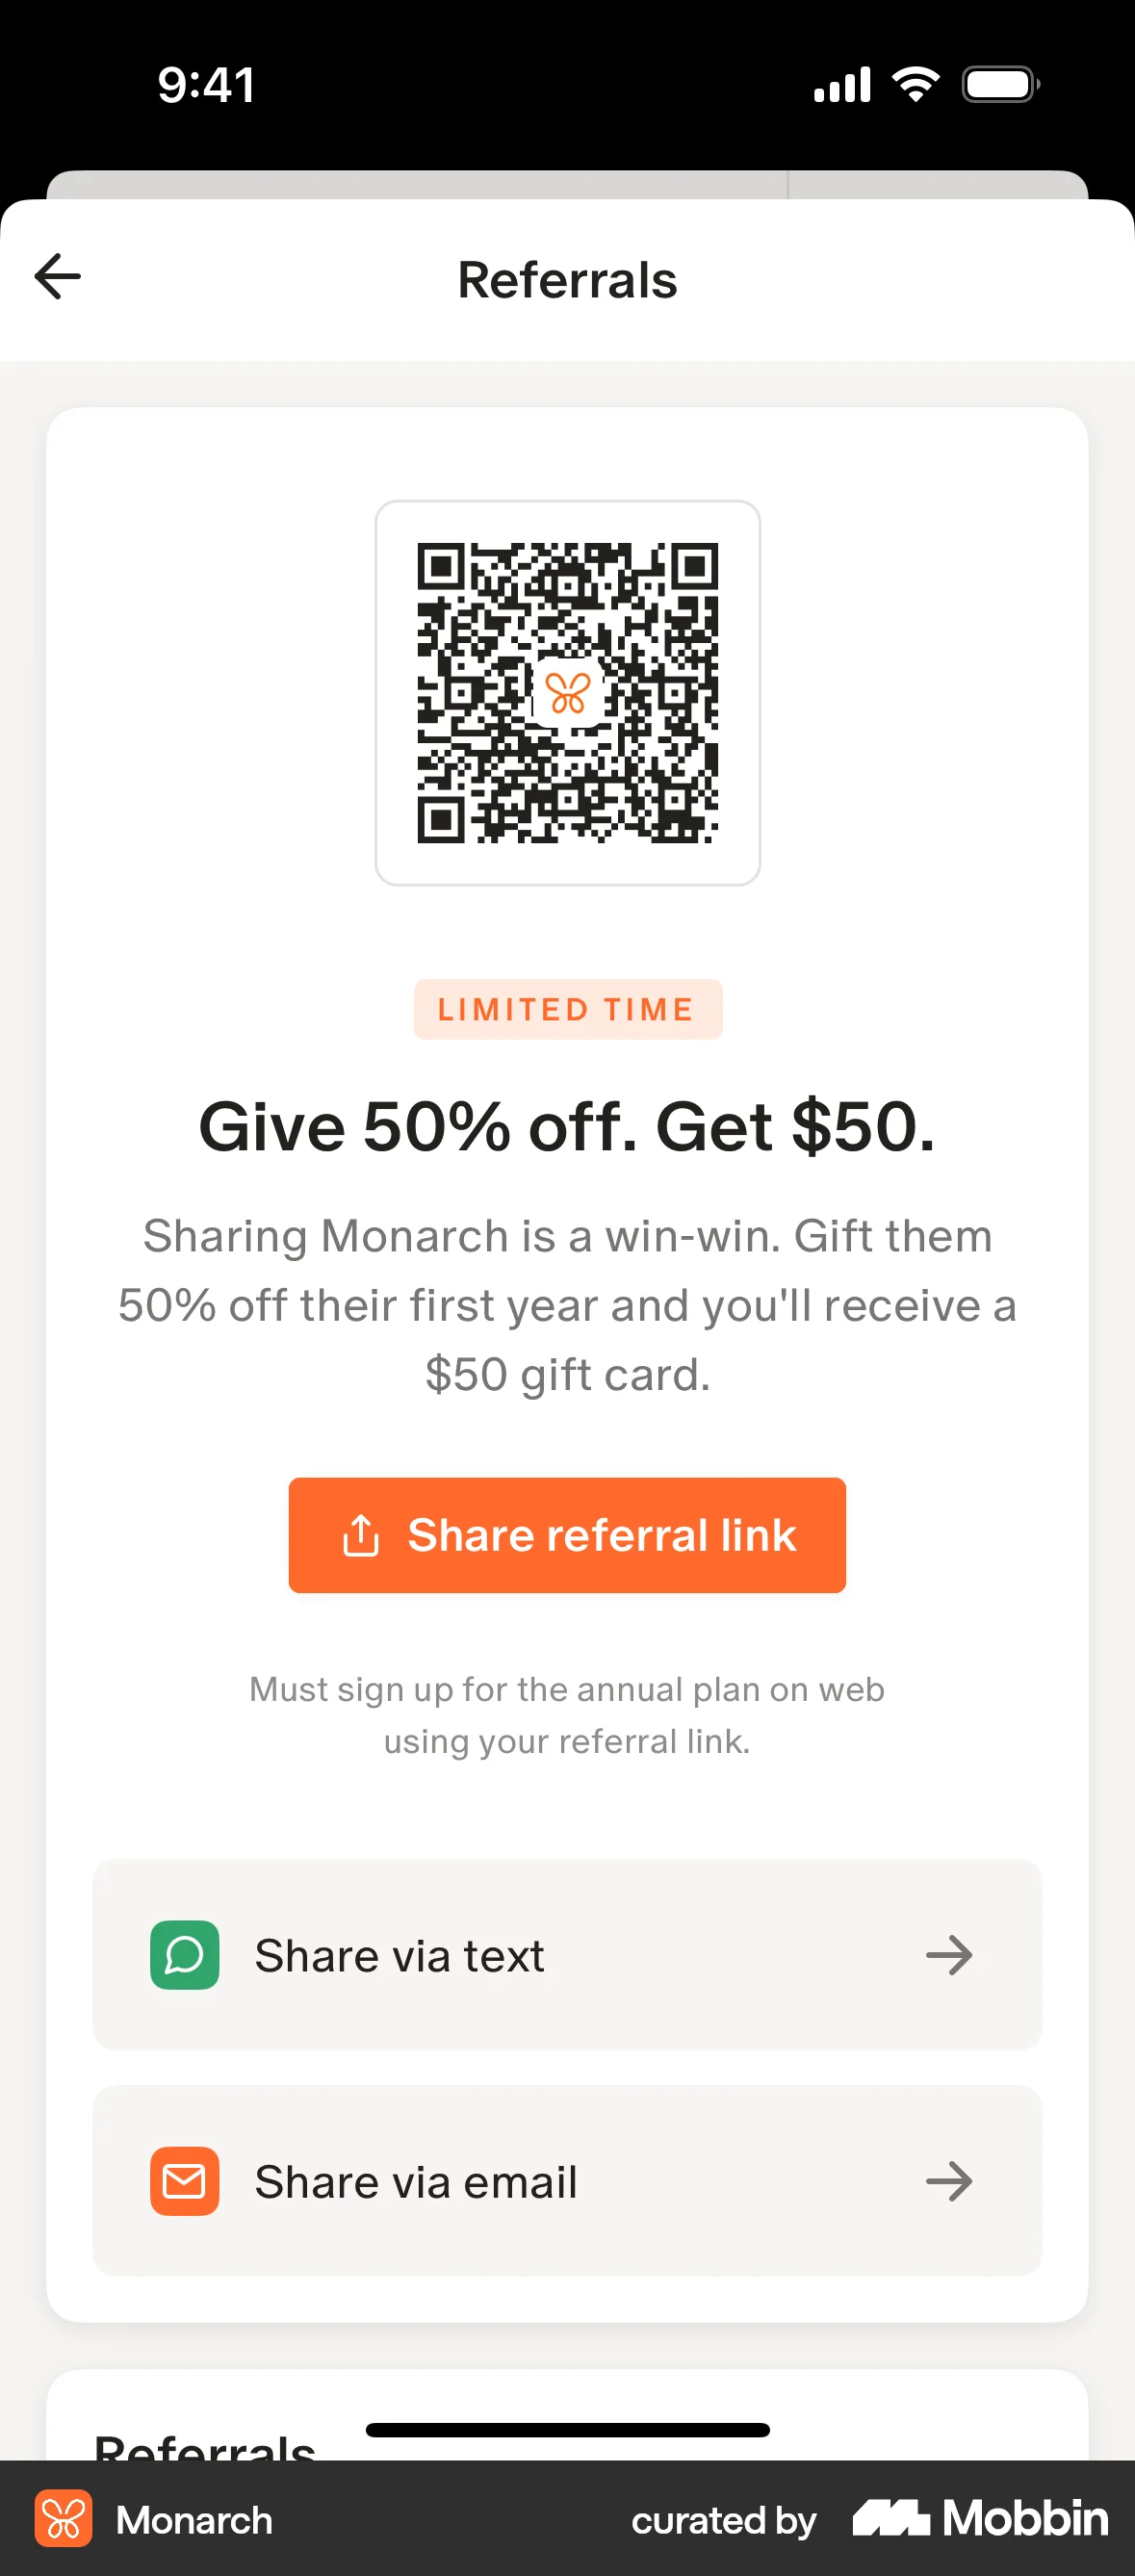 9:41
Referrals
LIMITED TIME
Give 50% off. Get $50.
Sharing Monarch is a win-win. Gift them
50% off their first year and you'll receive a
$50 gift card.
Share referral link
Must sign up for the annual plan on web
using your referral link.
Share via text
Share via email
Referrals
Monarch
curated by Mobbin